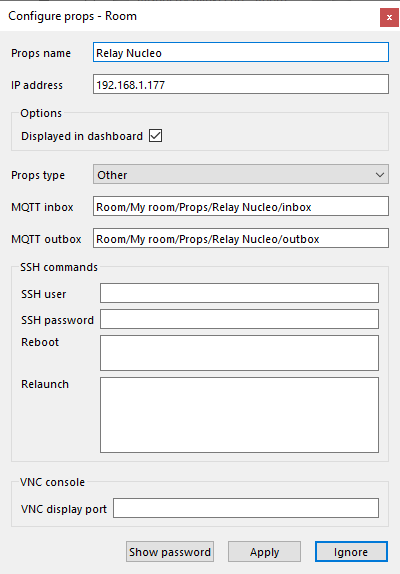 Configure props - Room
x
Props name Relay Nucleo
IP address 192.168.1.177
Options
Displayed in dashboard
Props type Other
MQTT inbox Room/My room/Props/Relay Nucleo/inbox
MQTT outbox Room/My room/Props/Relay Nucleo/outbox
SSH commands
SSH user
SSH password
Reboot
Relaunch
VNC console
VNC display port
Show password Apply Ignore